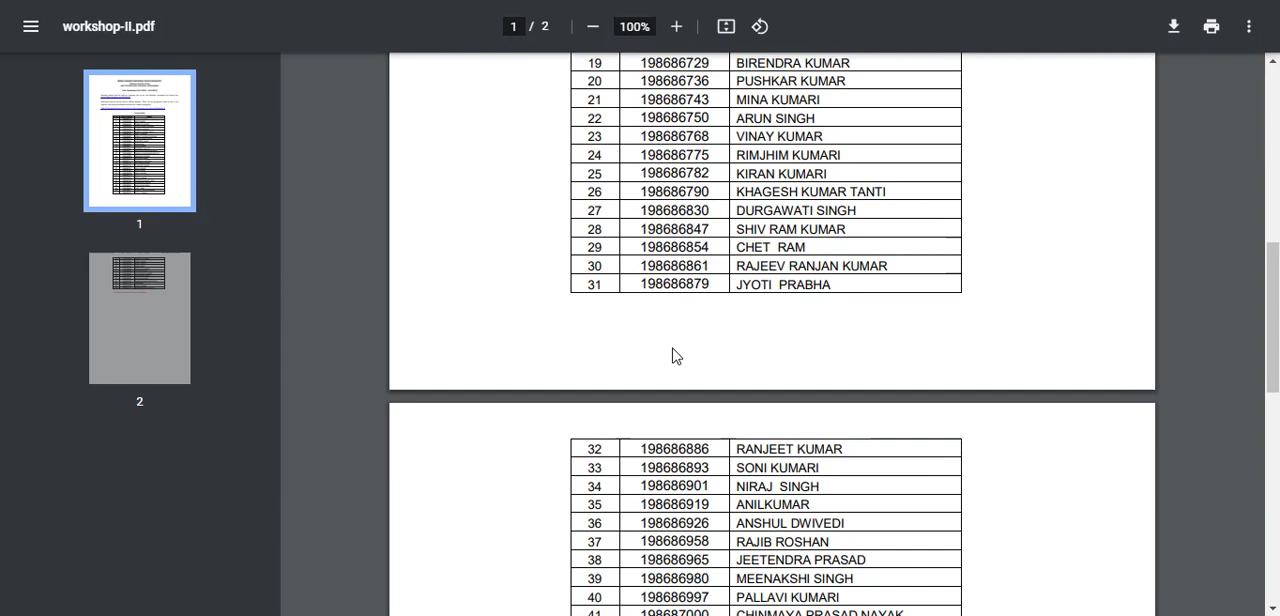 workshop-II.pdf
1 / 2
100%
19 198686729 BIRENDRA KUMAR
20 198686736 PUSHKAR KUMAR
21 198686743 MINA KUMARI
22 198686750 ARUN SINGH
23 198686768 VINAY KUMAR
24 198686775 RIMJHIM KUMARI
25 198686782 KIRAN KUMARI
26 198686790 KHAGESH KUMAR TANTI
27 198686830 DURGAWATI SINGH
28 198686847 SHIV RAM KUMAR
29 198686854 CHET RAM
30 198686861 RAJEEV RANJAN KUMAR
31 198686879 JYOTI PRABHA
32 198686886 RANJEET KUMAR
33 198686893 SONI KUMARI
34 198686901 NIRAJ SINGH
35 198686919 ANILKUMAR
36 198686926 ANSHUL DWIVEDI
37 198686958 RAJIB ROSHAN
38 198686965 JEETENDRA PRASAD
39 198686980 MEENAKSHI SINGH
40 198686997 PALLAVI KUMARI
41 198687000 CHINMAYA PRASAD NAYAK
1
2